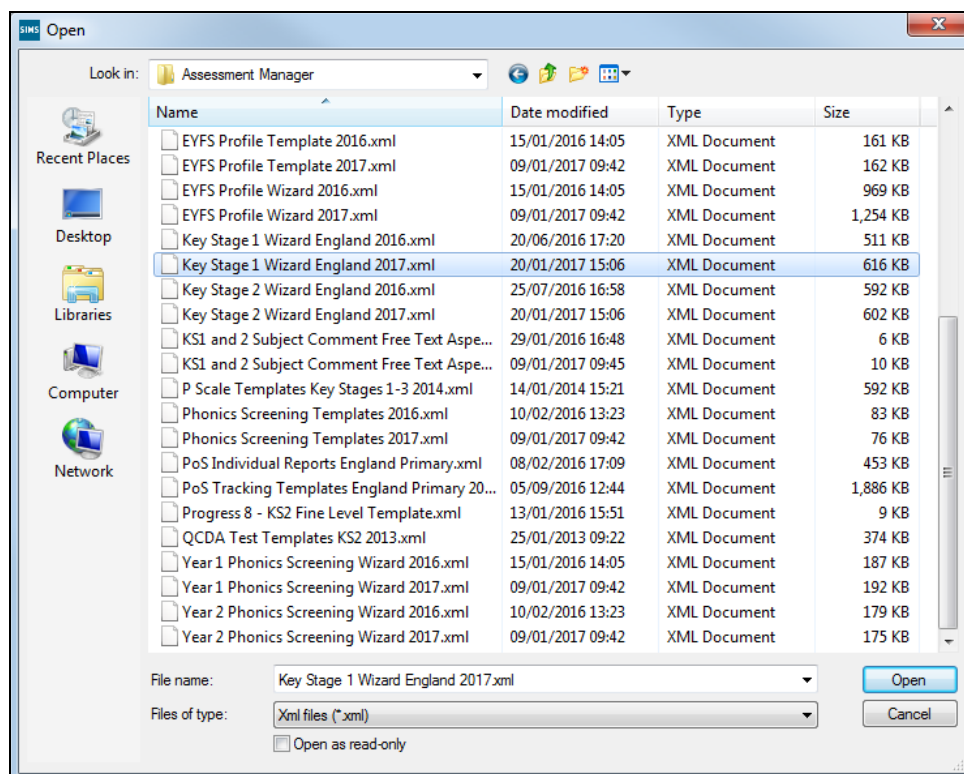 SIMS Open
Look in: Assessment Manager
Name Date modified Type Size
EYFS Profile Template 2016.xml 15/01/2016 14:05 XML Document 161 KB
EYFS Profile Template 2017.xml 09/01/2017 09:42 XML Document 162 KB
EYFS Profile Wizard 2016.xml 15/01/2016 14:05 XML Document 969 KB
EYFS Profile Wizard 2017.xml 09/01/2017 09:42 XML Document 1,254 KB
Key Stage 1 Wizard England 2016.xml 20/06/2016 17:20 XML Document 511 KB
Key Stage 1 Wizard England 2017.xml 20/01/2017 15:06 XML Document 616 KB
Key Stage 2 Wizard England 2016.xml 25/07/2016 16:58 XML Document 592 KB
Key Stage 2 Wizard England 2017.xml 20/01/2017 15:06 XML Document 602 KB
KS1 and 2 Subject Comment Free Text Aspe... 29/01/2016 16:48 XML Document 6 KB
KS1 and 2 Subject Comment Free Text Aspe... 09/01/2017 09:45 XML Document 10 KB
P Scale Templates Key Stages 1-3 2014.xml 14/01/2014 15:21 XML Document 592 KB
Phonics Screening Templates 2016.xml 10/02/2016 13:23 XML Document 83 KB
Phonics Screening Templates 2017.xml 09/01/2017 09:42 XML Document 76 KB
PoS Individual Reports England Primary.xml 08/02/2016 17:09 XML Document 453 KB
PoS Tracking Templates England Primary 20... 05/09/2016 12:44 XML Document 1,886 KB
Progress 8 - KS2 Fine Level Template.xml 13/01/2016 15:51 XML Document 9 KB
QCDA Test Templates KS2 2013.xml 25/01/2013 09:22 XML Document 374 KB
Year 1 Phonics Screening Wizard 2016.xml 15/01/2016 14:05 XML Document 187 KB
Year 1 Phonics Screening Wizard 2017.xml 09/01/2017 09:42 XML Document 192 KB
Year 2 Phonics Screening Wizard 2016.xml 10/02/2016 13:23 XML Document 179 KB
Year 2 Phonics Screening Wizard 2017.xml 09/01/2017 09:42 XML Document 175 KB
Recent Places
Desktop
Libraries
Computer
Network
File name: Key Stage 1 Wizard England 2017.xml Open
Files of type: Xml files (*.xml) Cancel
Open as read-only